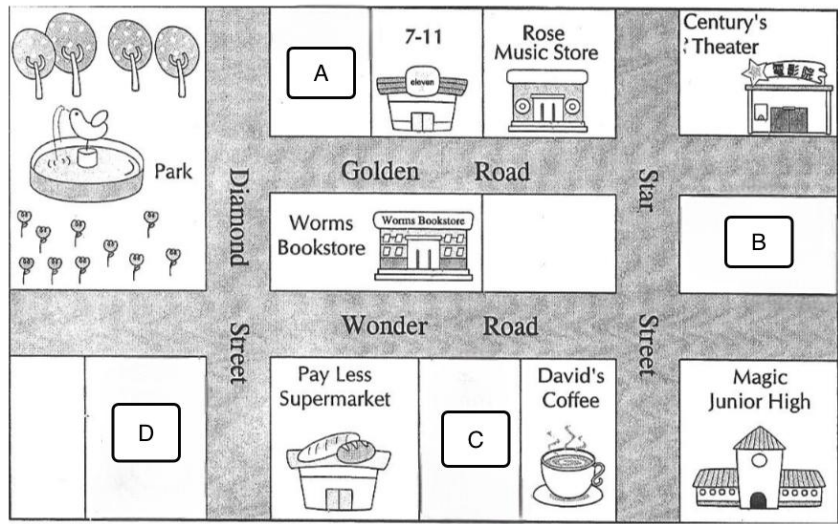 A
7-11
eleven
Rose
Music Store
Century's
Theater
電影院
Park
Diamond
Street
Golden Road
Star
Street
Worms
Bookstore
Worms Bookstore
B
Wonder Road
D
Pay Less
Supermarket
C
David's
Coffee
Magic
Junior High